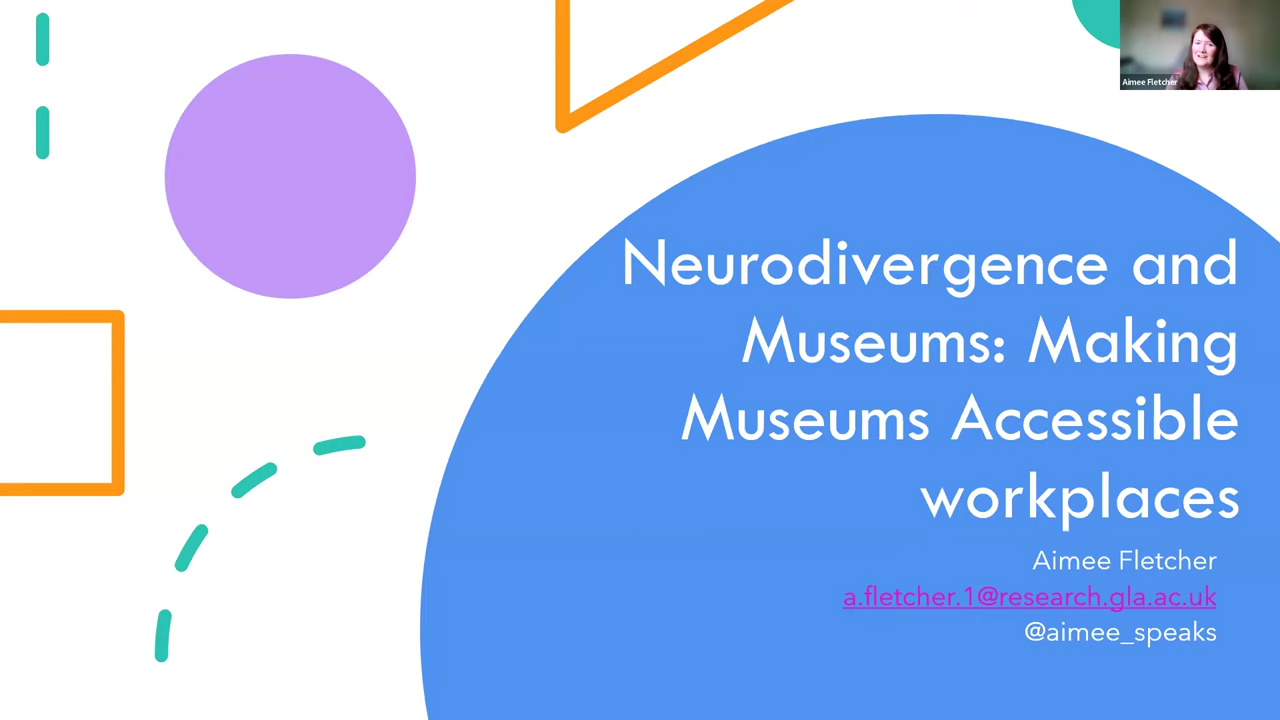 Aimee Fletcher
Neurodivergence and
Museums: Making
Museums Accessible
workplaces
Aimee Fletcher
a.fletcher.1@research.gla.ac.uk
@aimee_speaks